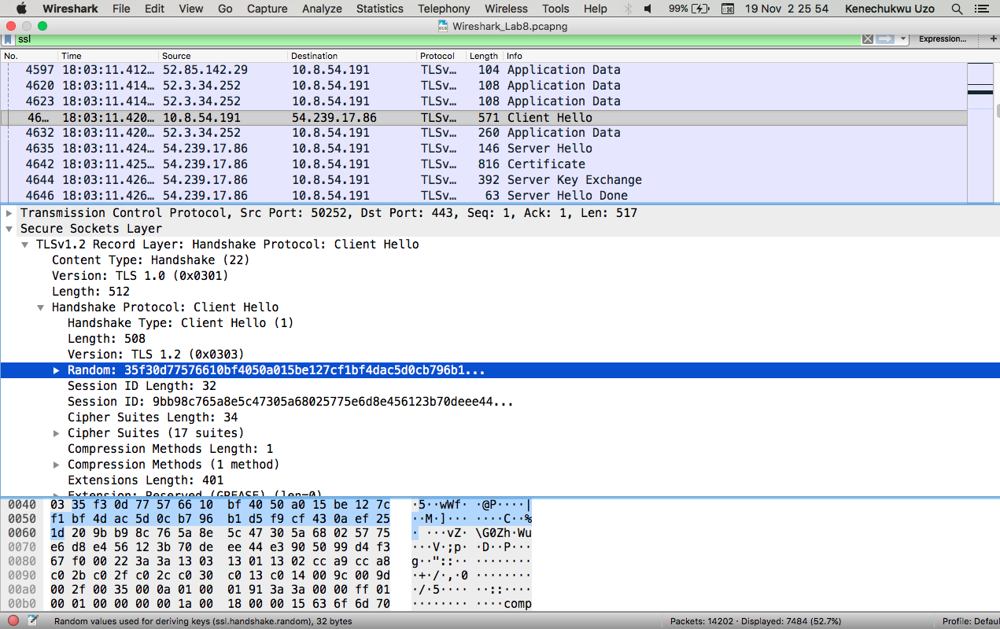 Wireshark File Edit View Go Capture Analyze Statistics Telephony Wireless Tools Help 99% 19 Nov 2 25 54 Kenechukwu Uzo
Wireshark_Lab8.pcapng
ssl Expression... +
No. Time Source Destination Protocol Length Info
4597 18:03:11.412… 52.85.142.29 10.8.54.191 TLSv… 104 Application Data
4620 18:03:11.414… 52.3.34.252 10.8.54.191 TLSv… 108 Application Data
4623 18:03:11.414… 52.3.34.252 10.8.54.191 TLSv… 108 Application Data
46… 18:03:11.420… 10.8.54.191 54.239.17.86 TLSv… 571 Client Hello
4632 18:03:11.420… 52.3.34.252 10.8.54.191 TLSv… 260 Application Data
4635 18:03:11.424… 54.239.17.86 10.8.54.191 TLSv… 146 Server Hello
4642 18:03:11.425… 54.239.17.86 10.8.54.191 TLSv… 816 Certificate
4644 18:03:11.426… 54.239.17.86 10.8.54.191 TLSv… 392 Server Key Exchange
4646 18:03:11.426… 54.239.17.86 10.8.54.191 TLSv… 63 Server Hello Done
Transmission Control Protocol, Src Port: 50252, Dst Port: 443, Seq: 1, Ack: 1, Len: 517
Secure Sockets Layer
TLSv1.2 Record Layer: Handshake Protocol: Client Hello
Content Type: Handshake (22)
Version: TLS 1.0 (0x0301)
Length: 512
Handshake Protocol: Client Hello
Handshake Type: Client Hello (1)
Length: 508
Version: TLS 1.2 (0x0303)
Random: 35f30d77576610bf4050a015be127cf1bf4dac5d0cb796b1...
Session ID Length: 32
Session ID: 9bb98c765a8e5c47305a68025775e6d8e456123b70deee44...
Cipher Suites Length: 34
Cipher Suites (17 suites)
Compression Methods Length: 1
Compression Methods (1 method)
Extensions Length: 401
Extension: Reserved (GREASE) (len=0)
0040 03 35 f3 0d 77 57 66 10 bf 40 50 a0 15 be 12 7c ·5··wWf· ·@P····|
0050 f1 bf 4d ac 5d 0c b7 96 b1 d5 f9 cf 43 0a ef 25 ··M·]··· ····C··%
0060 1d 20 9b b9 8c 76 5a 8e 5c 47 30 5a 68 02 57 75 · ···vZ· \G0Zh·Wu
0070 e6 d8 e4 56 12 3b 70 de ee 44 e3 90 50 99 d4 f3 ···V·;p· ·D··P···
0080 67 f0 00 22 3a 3a 13 03 13 01 13 02 cc a9 cc a8 g··"::·· ········
0090 c0 2b c0 2f c0 2c c0 30 c0 13 c0 14 00 9c 00 9d ·+·/·,·0 ········
00a0 00 2f 00 35 00 0a 01 00 01 91 3a 3a 00 00 ff 01 ·/·5···· ··::····
00b0 00 01 00 00 00 00 1a 00 18 00 00 15 63 6f 6d 70 ········ ····comp
Random values used for deriving keys (ssl.handshake.random), 32 bytes Packets: 14202 · Displayed: 7484 (52.7%) Profile: Defaul